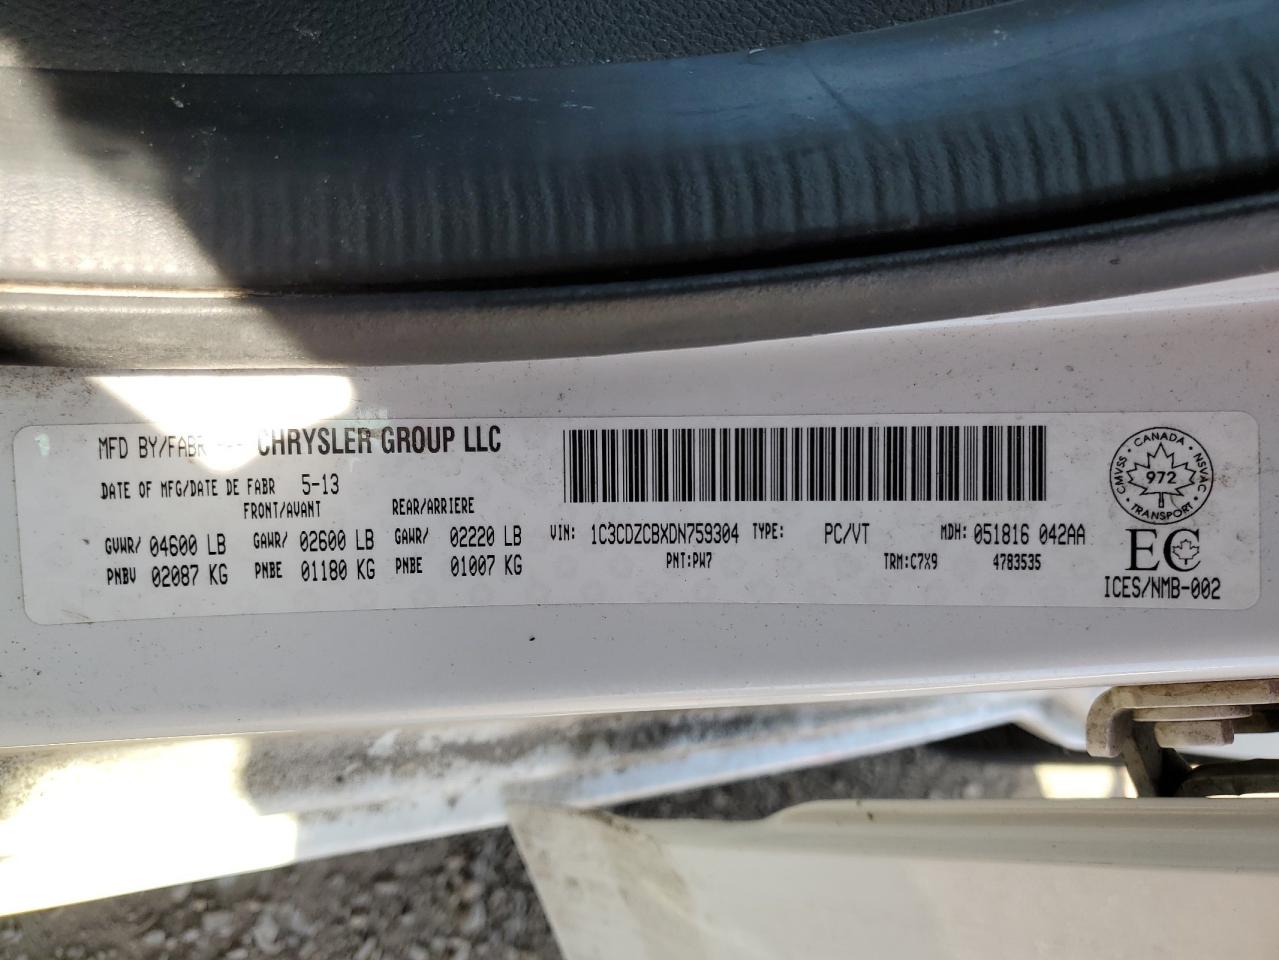 MFD BY/FABR CHRYSLER GROUP LLC
DATE OF MFG/DATE DE FABR 5-13
FRONT/AVANT REAR/ARRIERE
GVWR/ 04600 LB GAWR/ 02600 LB GAWR/ 02220 LB
PNBV 02087 KG PNBE 01180 KG PNBE 01007 KG
VIN: 1C3CDZCBXDN759304 TYPE: PC/VT MDH: 051816 042AA
PNT:PW7 TRM:C7X9 4783535
CANADA
CMVSS 972 NSVAC
TRANSPORT
EC
ICES/NMB-002